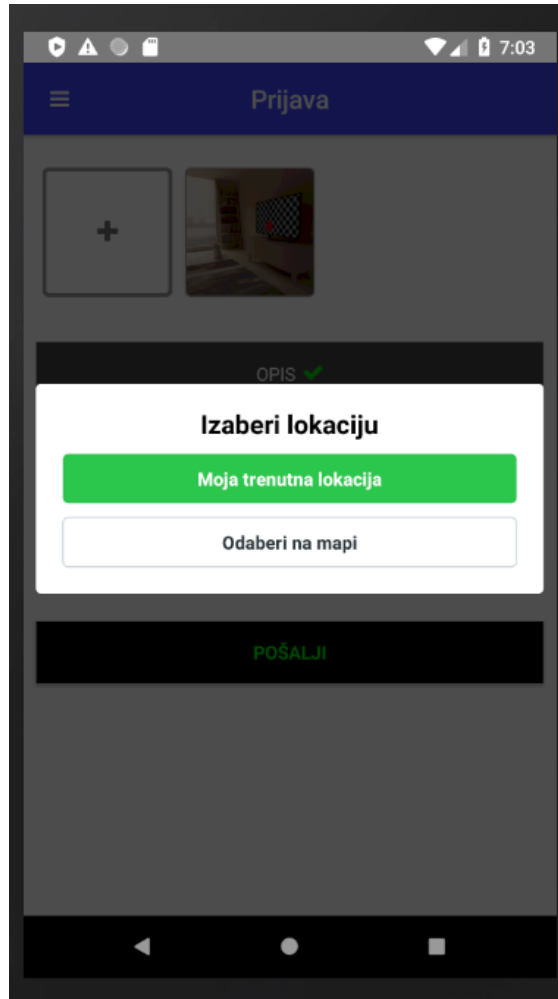 7:03
Prijava
+
OPIS
Izaberi lokaciju
Moja trenutna lokacija
Odaberi na mapi
POŠALJI